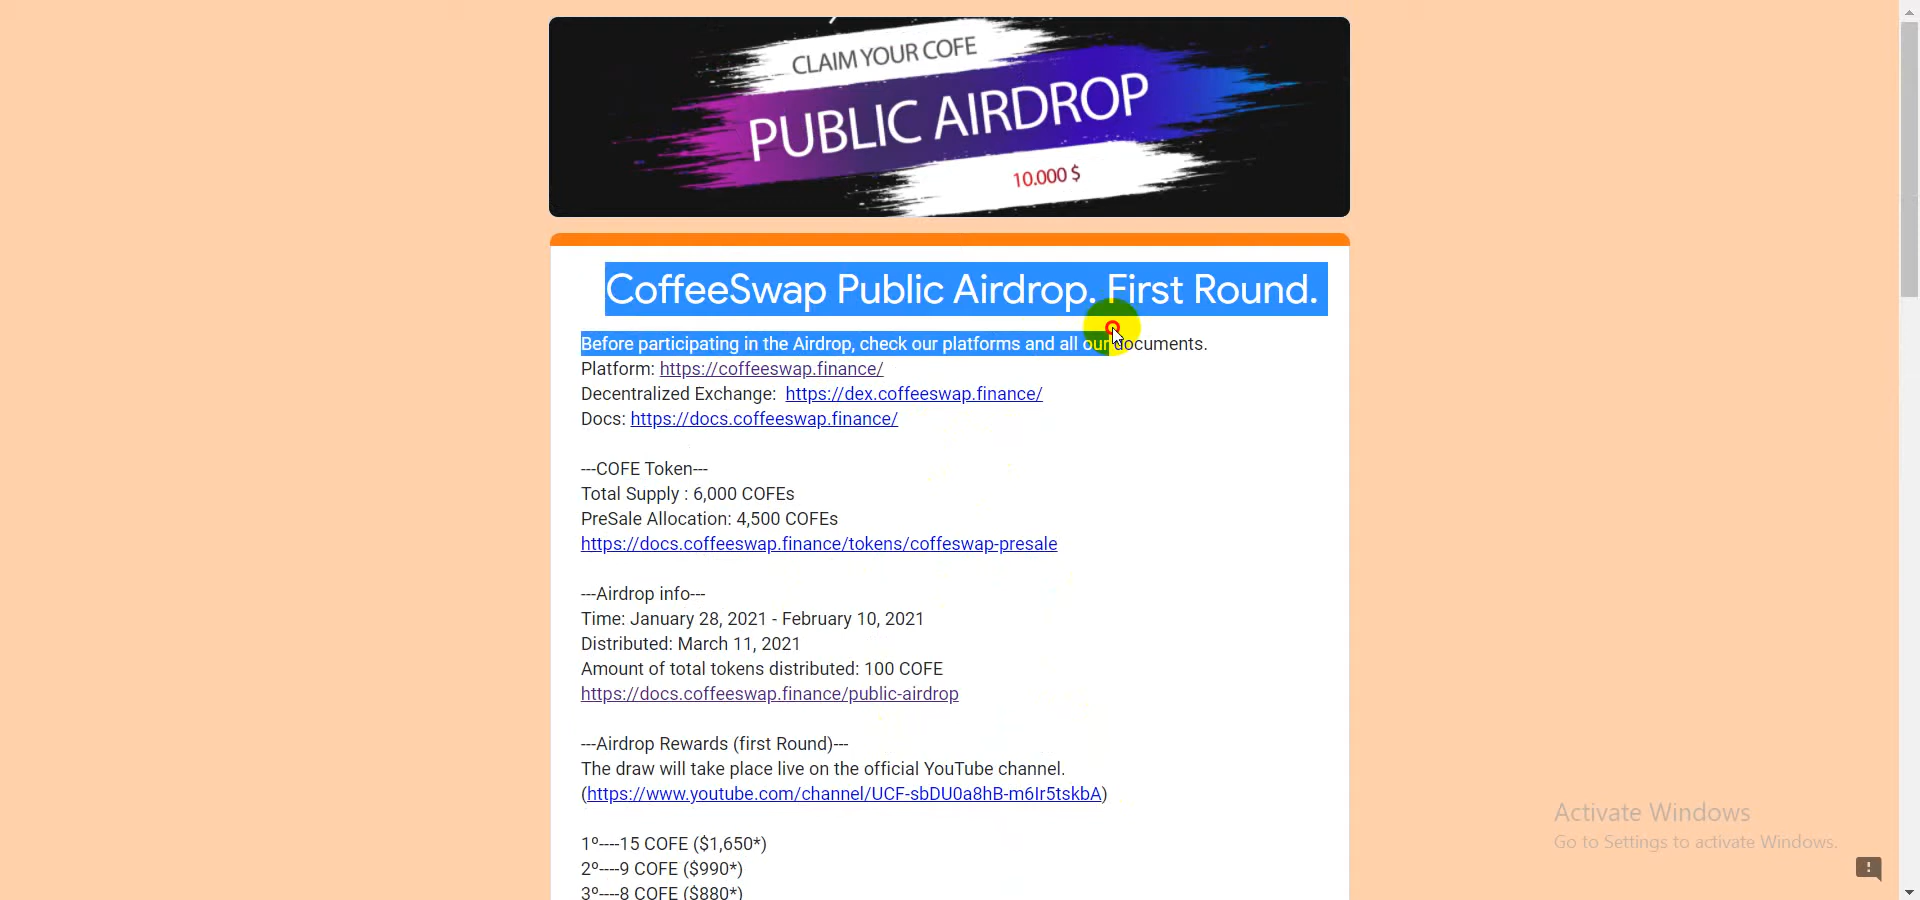 CLAIM YOUR COFE
PUBLIC AIRDROP
10.000 $
CoffeeSwap Public Airdrop. First Round.
Before participating in the Airdrop, check our platforms and all our documents.
Platform: https://coffeeswap.finance/
Decentralized Exchange: https://dex.coffeeswap.finance/
Docs: https://docs.coffeeswap.finance/
---COFE Token---
Total Supply : 6,000 COFEs
PreSale Allocation: 4,500 COFEs
https://docs.coffeeswap.finance/tokens/coffeswap-presale
---Airdrop info---
Time: January 28, 2021 - February 10, 2021
Distributed: March 11, 2021
Amount of total tokens distributed: 100 COFE
https://docs.coffeeswap.finance/public-airdrop
---Airdrop Rewards (first Round)---
The draw will take place live on the official YouTube channel.
(https://www.youtube.com/channel/UCF-sbDU0a8hB-m6Ir5tskbA)
1º----15 COFE ($1,650*)
2º----9 COFE ($990*)
3º----8 COFE ($880*)
Activate Windows
Go to Settings to activate Windows.